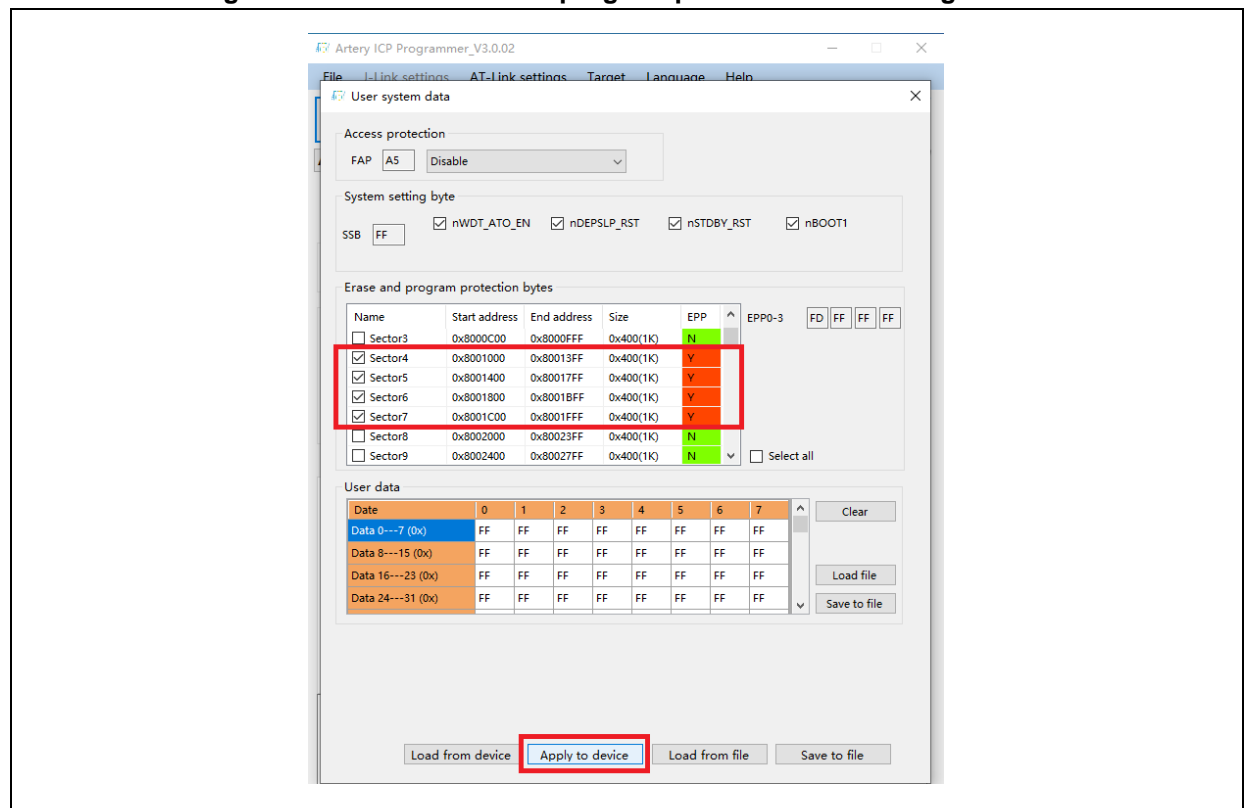 Artery ICP Programmer_V3.0.02
File AT-Link settings Target Language Help
User system data
Access protection
FAP A5 Disable
System setting byte
SSB FF nWDT_ATO_EN nDEPSLP_RST nSTDBY_RST nBOOT1
Erase and program protection bytes
Name Start address End address Size EPP EPP0-3 FD FF FF FF
Sector3 0x8000C00 0x8000FFF 0x400(1K) N
Sector4 0x8001000 0x80013FF 0x400(1K) Y
Sector5 0x8001400 0x80017FF 0x400(1K) Y
Sector6 0x8001800 0x8001BFF 0x400(1K) Y
Sector7 0x8001C00 0x8001FFF 0x400(1K) Y
Sector8 0x8002000 0x80023FF 0x400(1K) N
Sector9 0x8002400 0x80027FF 0x400(1K) N Select all
User data
Date 0 1 2 3 4 5 6 7 Clear
Data 0---7 (0x) FF FF FF FF FF FF FF FF
Data 8---15 (0x) FF FF FF FF FF FF FF FF
Data 16---23 (0x) FF FF FF FF FF FF FF FF Load file
Data 24---31 (0x) FF FF FF FF FF FF FF FF Save to file
Load from device Apply to device Load from file Save to file